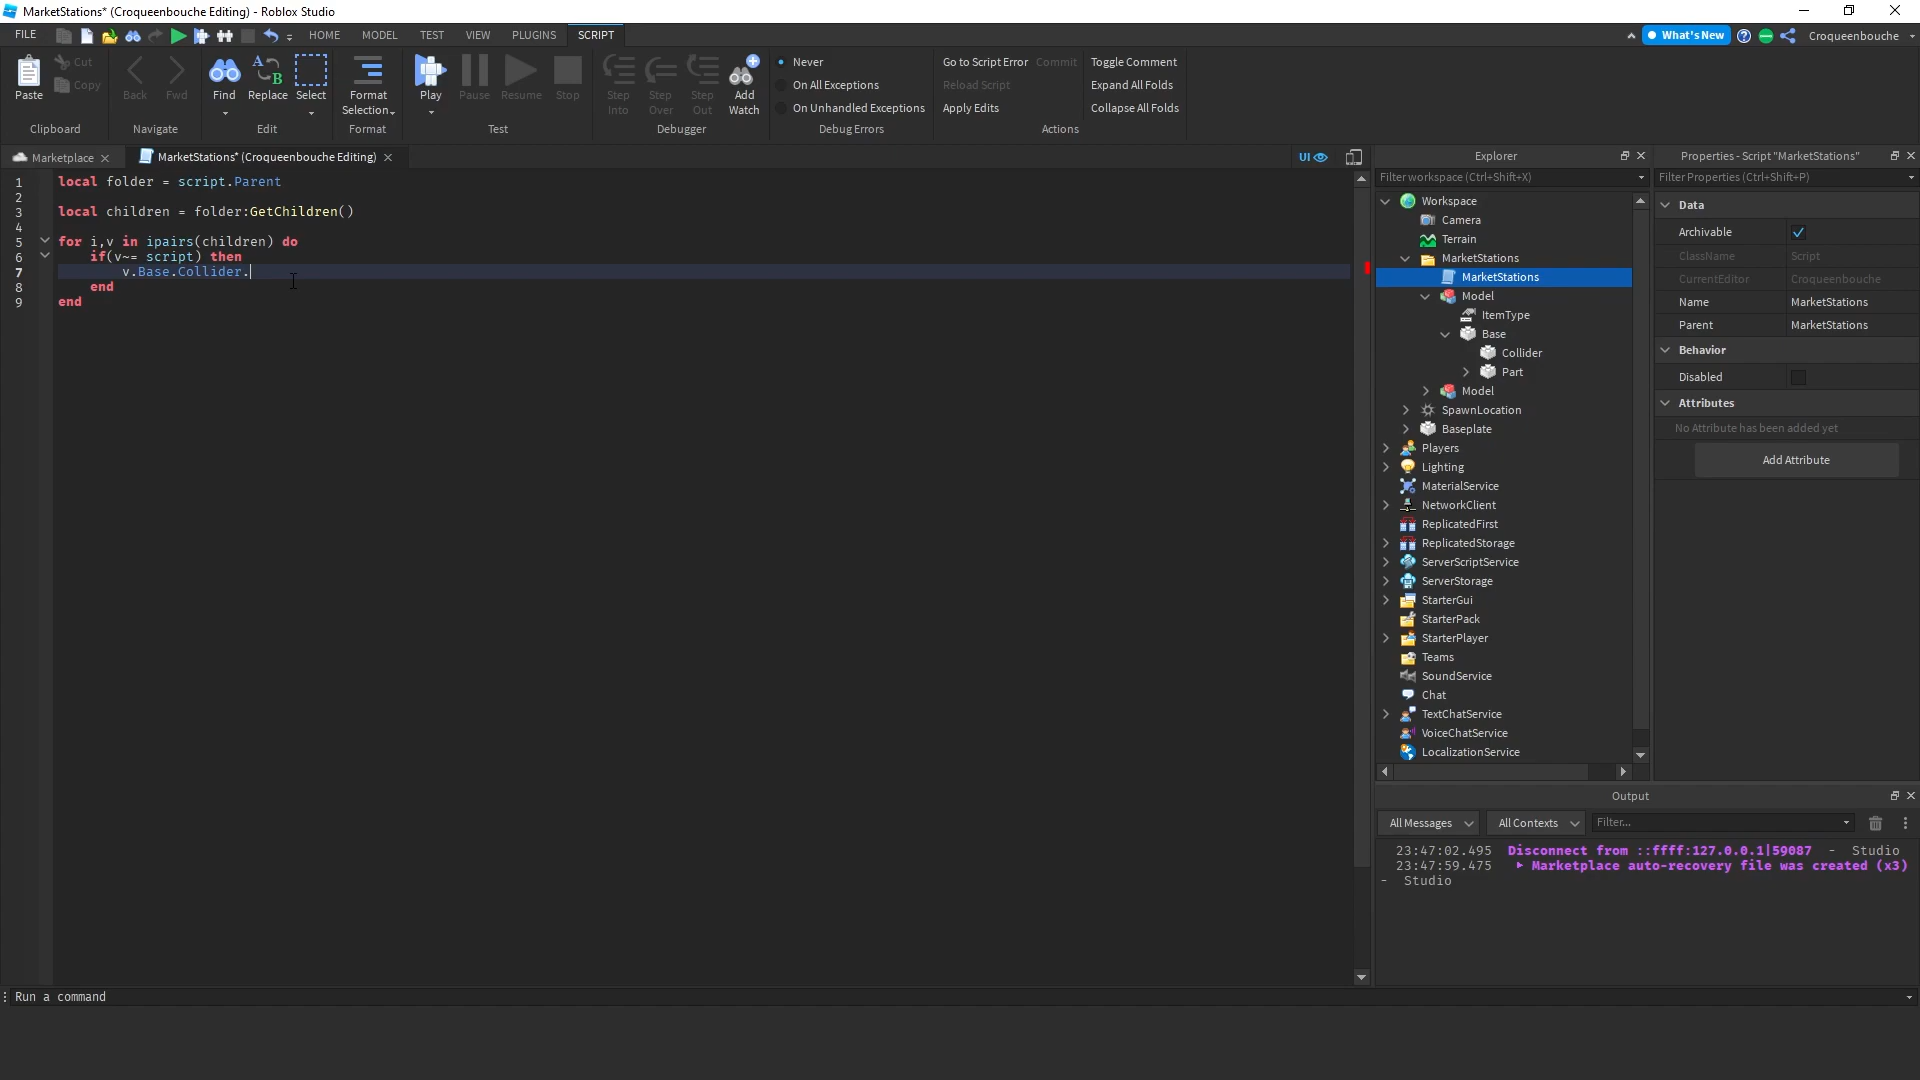 MarketStations* (Croqueenbouche Editing) - Roblox Studio
FILE HOME MODEL TEST VIEW PLUGINS SCRIPT What's New Croqueenbouche
Paste Cut Copy Back Fwd Find Replace Select Format Selection Play Pause Resume Stop Step Into Step Over Step Out Add Watch
Never Go to Script Error Commit Toggle Comment
On All Exceptions Reload Script Expand All Folds
On Unhandled Exceptions Apply Edits Collapse All Folds
Clipboard Navigate Edit Format Test Debugger Debug Errors Actions
Marketplace MarketStations* (Croqueenbouche Editing) UI
1 local folder = script.Parent
2
3 local children = folder:GetChildren()
4
5 for i,v in ipairs(children) do
6 if(v~= script) then
7 v.Base.Collider.
8 end
9 end
Explorer
Filter workspace (Ctrl+Shift+X)
Workspace
Camera
Terrain
MarketStations
MarketStations
Model
ItemType
Base
Collider
Part
Model
SpawnLocation
Baseplate
Players
Lighting
MaterialService
NetworkClient
ReplicatedFirst
ReplicatedStorage
ServerScriptService
ServerStorage
StarterGui
StarterPack
StarterPlayer
Teams
SoundService
Chat
TextChatService
VoiceChatService
LocalizationService
Properties - Script "MarketStations"
Filter Properties (Ctrl+Shift+P)
Data
Archivable
ClassName Script
CurrentEditor Croqueenbouche
Name MarketStations
Parent MarketStations
Behavior
Disabled
Attributes
No Attribute has been added yet
Add Attribute
Output
All Messages All Contexts Filter...
23:47:02.495 Disconnect from ::ffff:127.0.0.1|59087 - Studio
23:47:59.475 Marketplace auto-recovery file was created (x3)
- Studio
Run a command